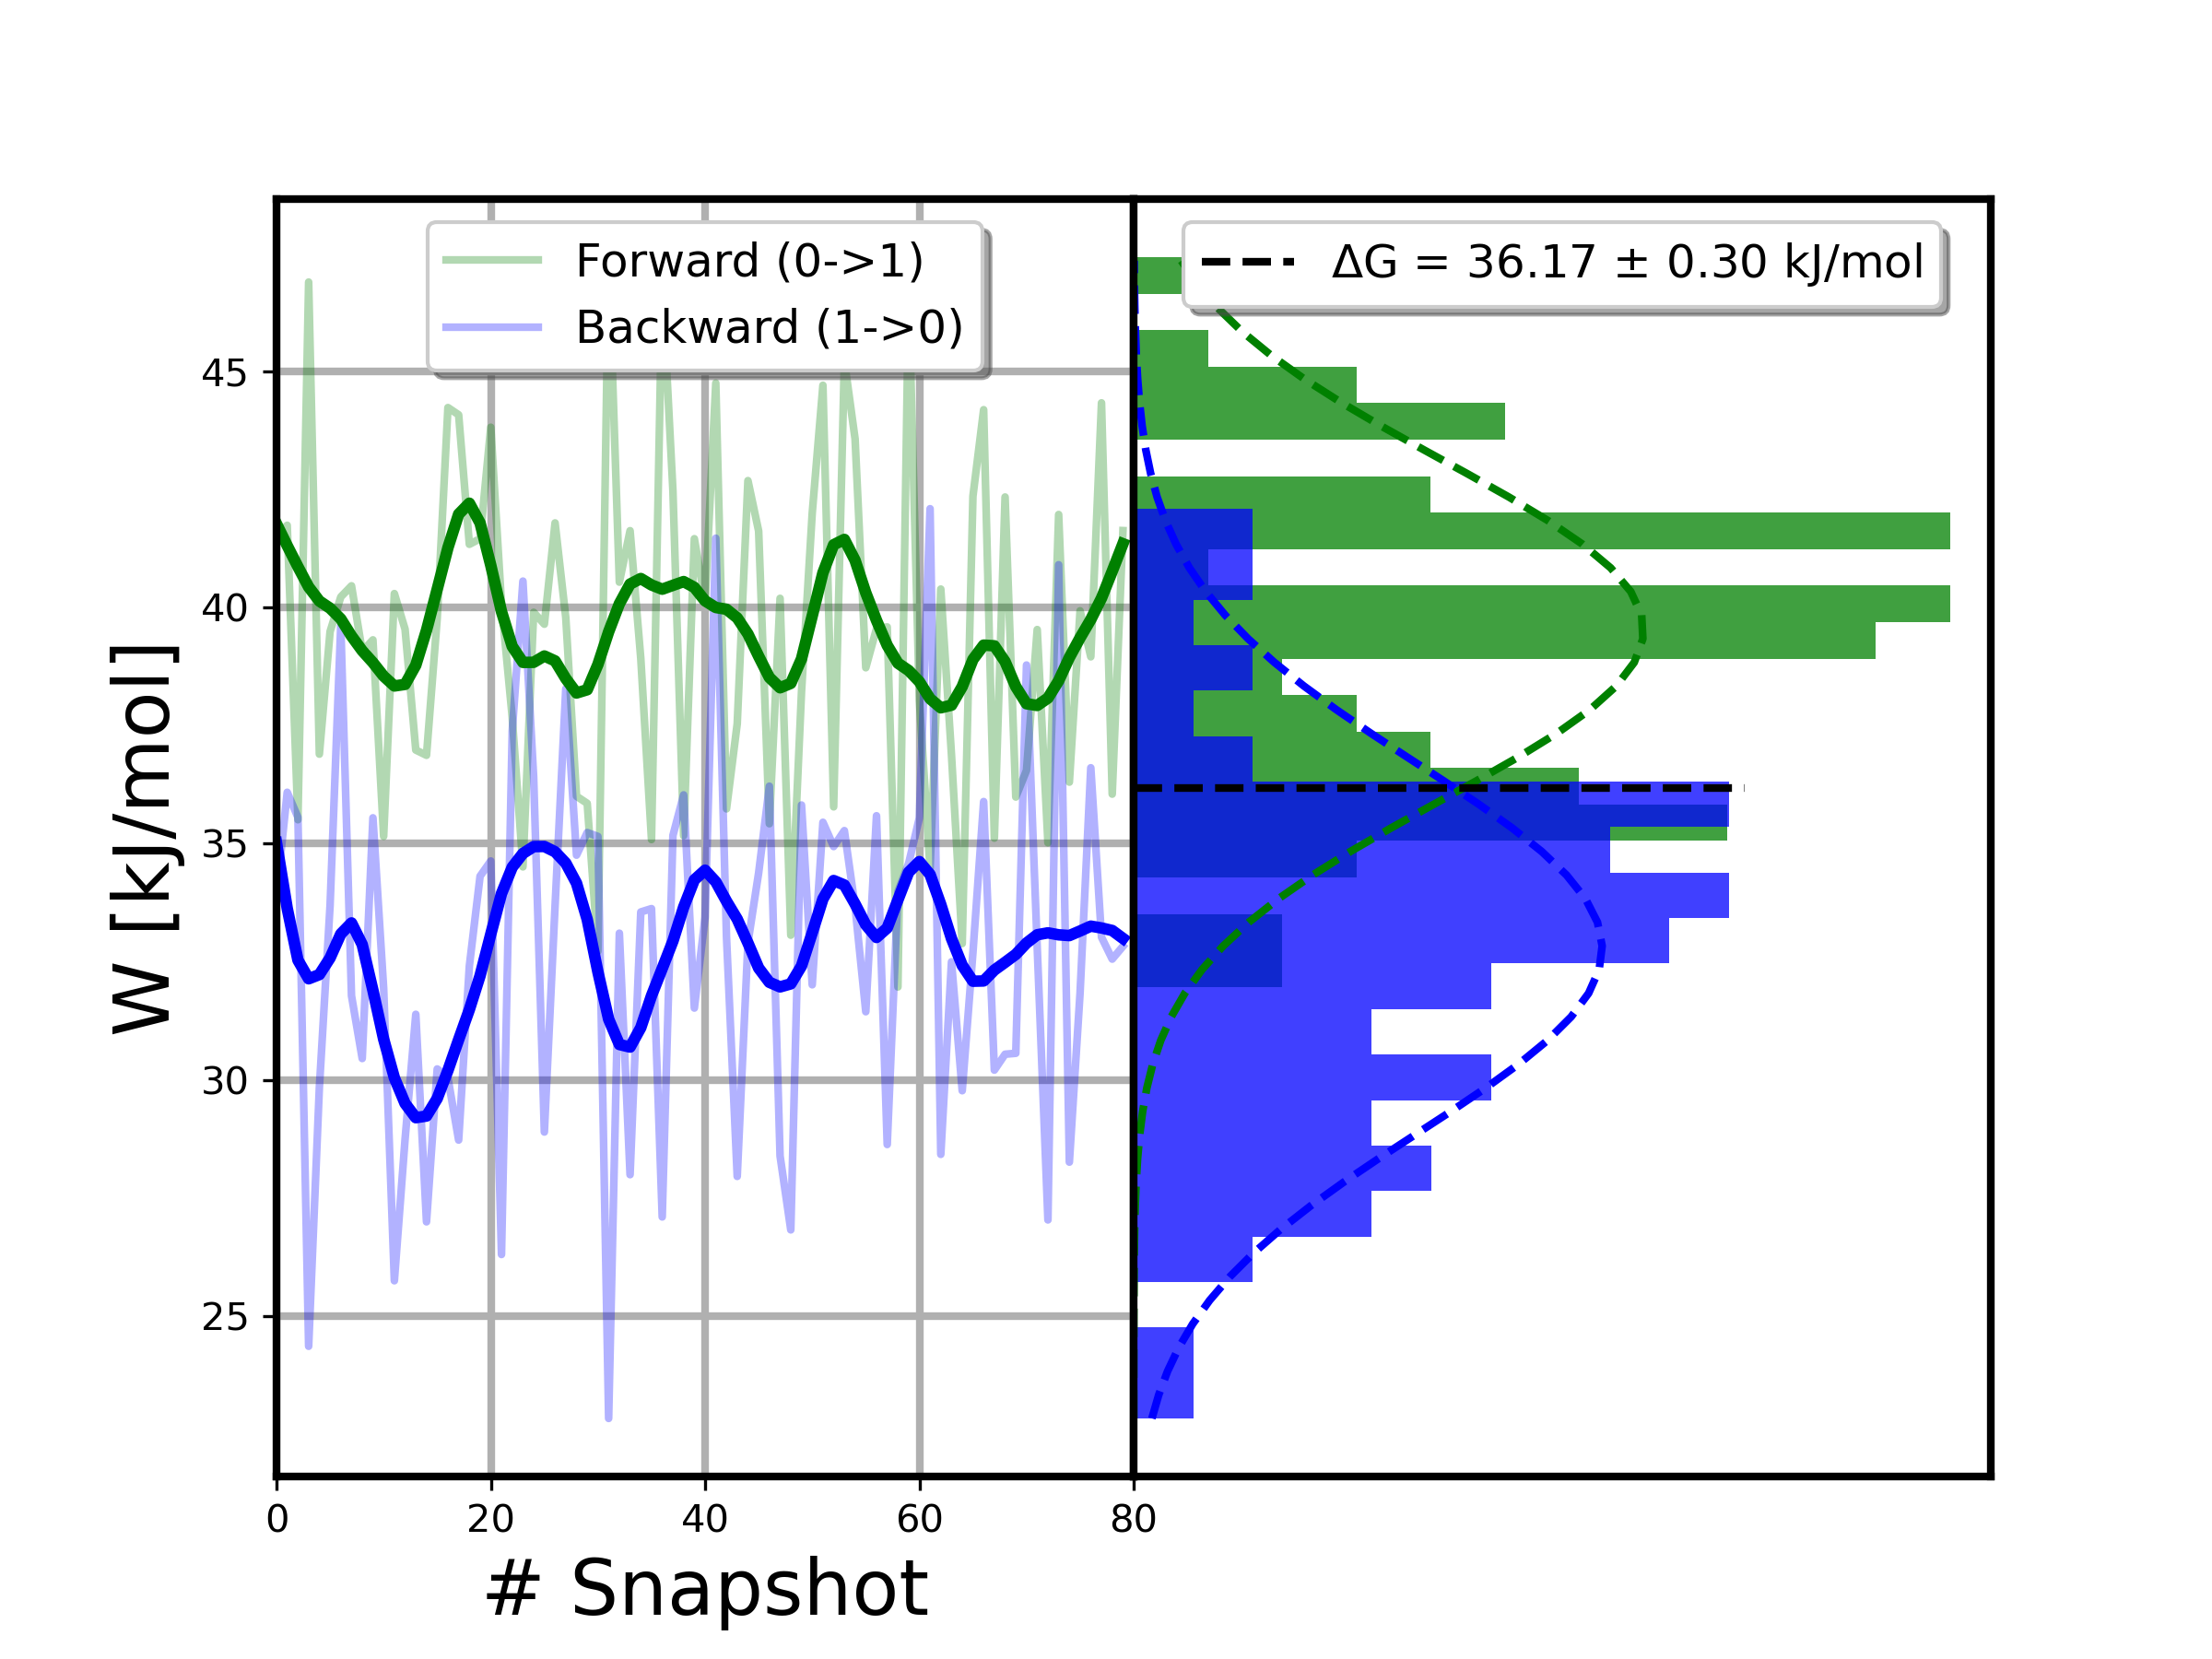 Forward (0->1)
Backward (1->0)
ΔG = 36.17 ± 0.30 kJ/mol
W [kJ/mol]
45
40
35
30
25
0 20 40 60 80
# Snapshot